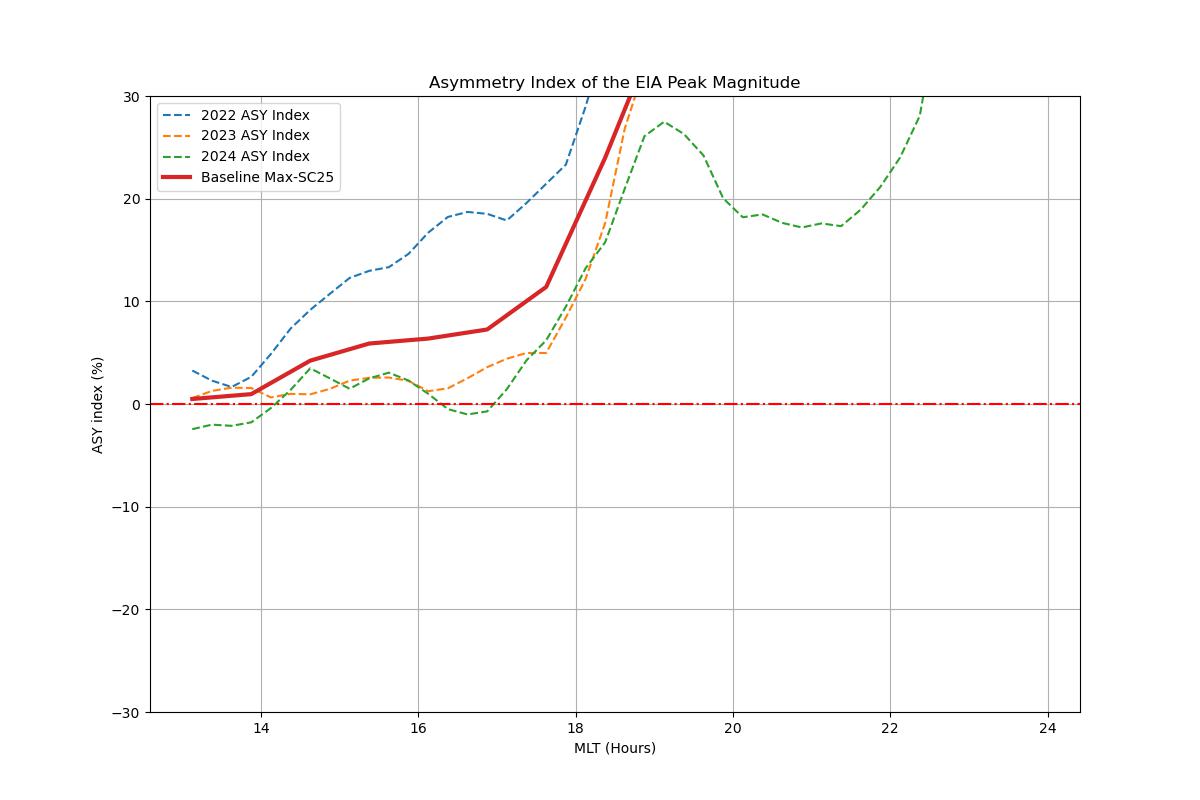 Asymmetry Index of the EIA Peak Magnitude
30
20
10
0
−10
−20
−30
ASY index (%)
2022 ASY Index
2023 ASY Index
2024 ASY Index
Baseline Max-SC25
14 16 18 20 22 24
MLT (Hours)